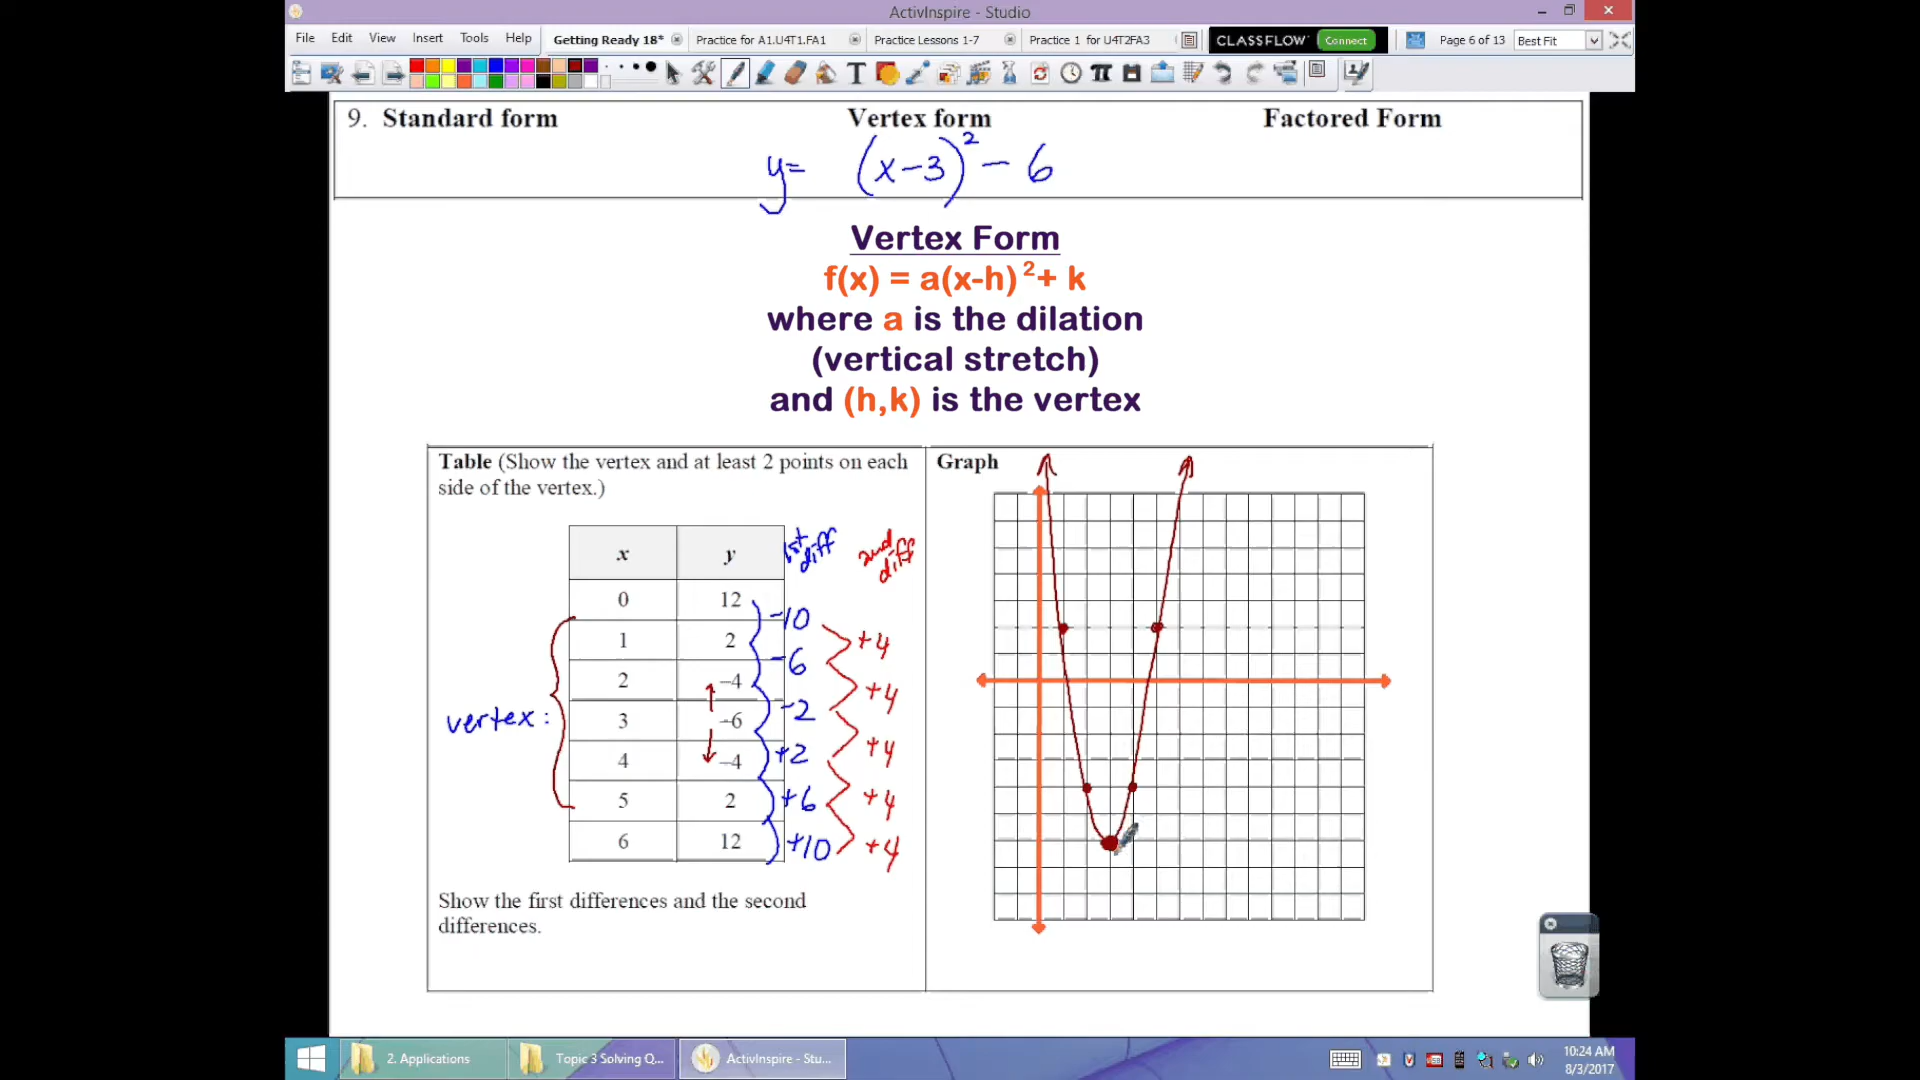 ActivInspire - Studio
File Edit View Insert Tools Help Getting Ready 18* Practice for A1.U4T1.FA1 Practice Lessons 1-7 Practice 1 for U4T2FA3 CLASSFLOW Connect Page 6 of 13 Best Fit
9. Standard form Vertex form Factored Form
y= (x-3)² - 6
Vertex Form
f(x) = a(x-h)²+ k
where a is the dilation
(vertical stretch)
and (h,k) is the vertex
Table (Show the vertex and at least 2 points on each
side of the vertex.)
x y 1st diff 2nd diff
0 12
-10
1 2 +4
-6
2 -4 +4
-2
vertex: 3 -6
+4
4 -4 +2
5 2 +6 +4
6 12 +10 +4
Show the first differences and the second
differences.
Graph
2. Applications Topic 3 Solving Q... ActivInspire - Stu... 10:24 AM
8/3/2017